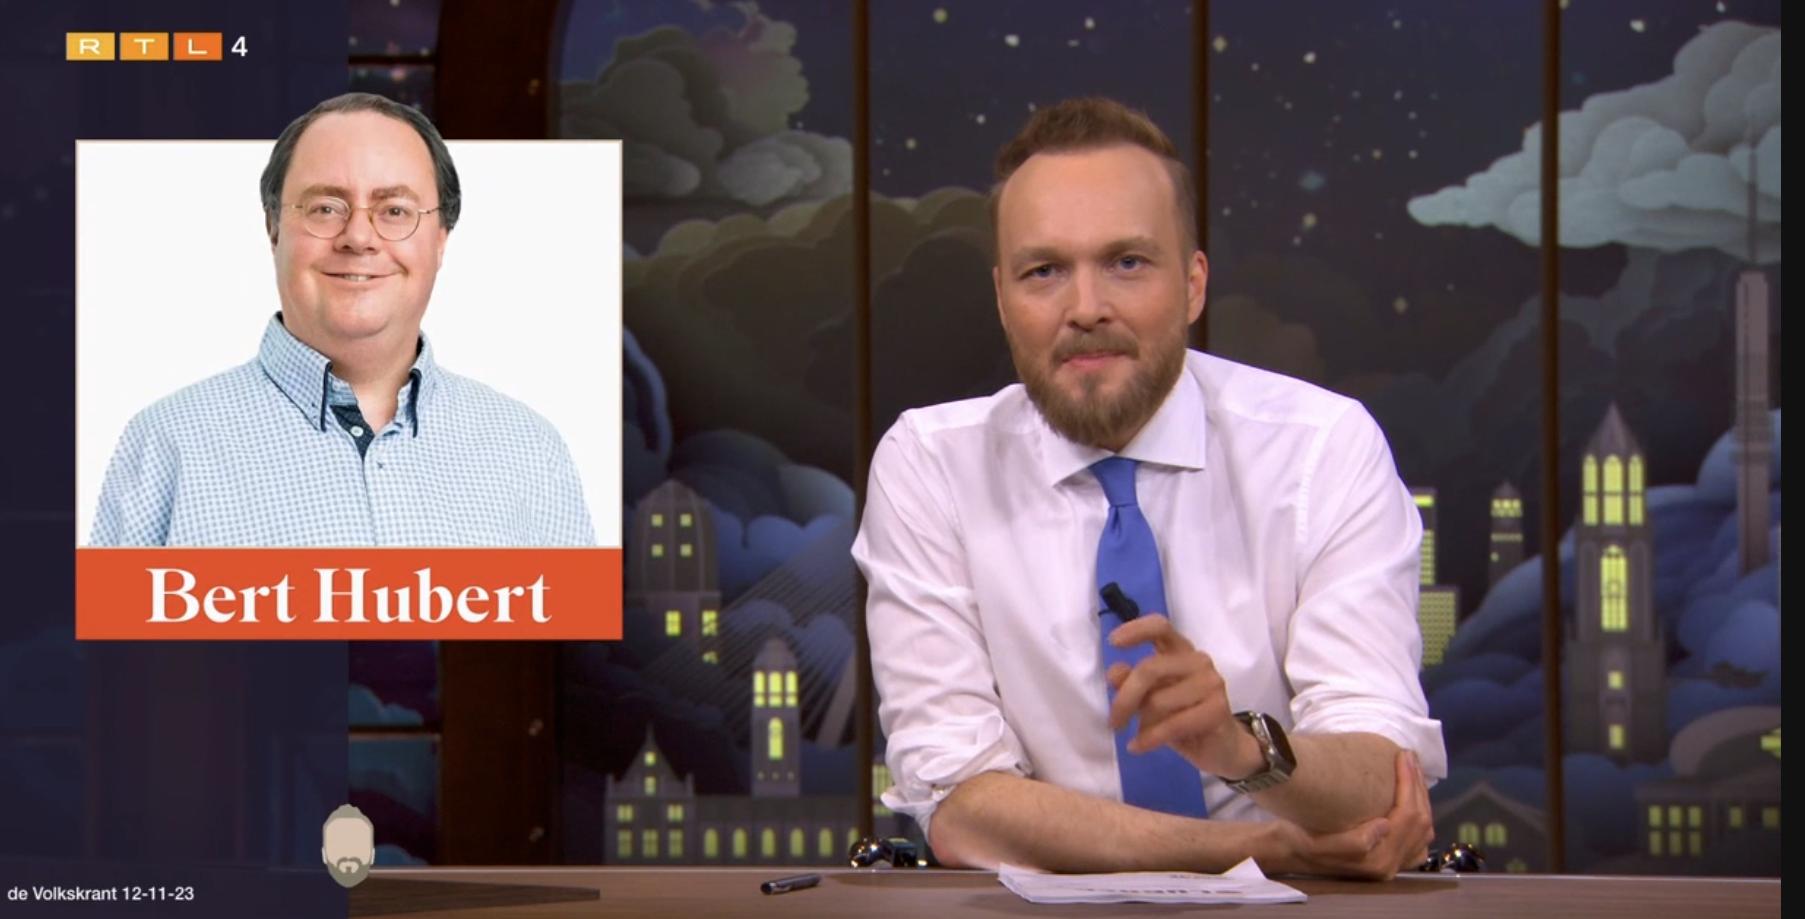 RTL 4
Bert Hubert
de Volkskrant 12-11-23